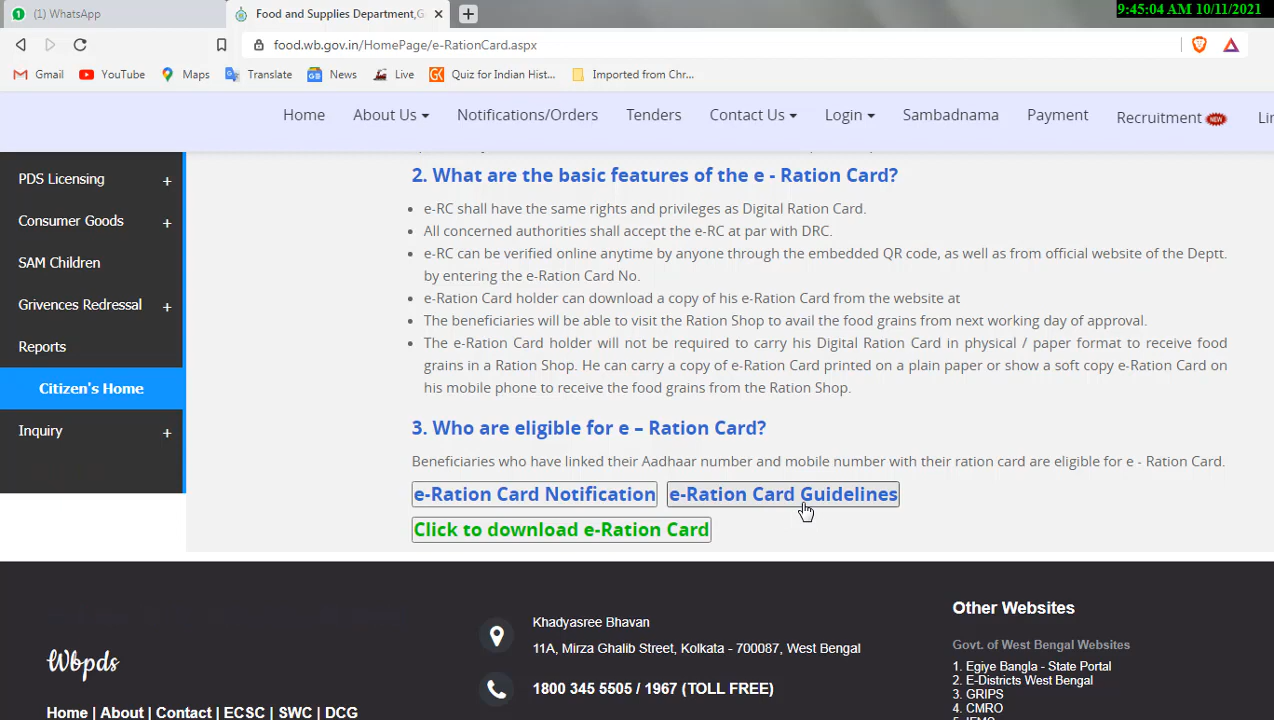 (1) WhatsApp
Food and Supplies Department,G
9:45:04 AM 10/11/2021
food.wb.gov.in/HomePage/e-RationCard.aspx
Gmail YouTube Maps Translate News Live Quiz for Indian Hist... Imported from Chr...
Home About Us Notifications/Orders Tenders Contact Us Login Sambadnama Payment Recruitment NEW Lin
PDS Licensing +
Consumer Goods +
SAM Children
Grivences Redressal +
Reports
Citizen's Home
Inquiry +
2. What are the basic features of the e - Ration Card?
• e-RC shall have the same rights and privileges as Digital Ration Card.
• All concerned authorities shall accept the e-RC at par with DRC.
• e-RC can be verified online anytime by anyone through the embedded QR code, as well as from official website of the Deptt.
by entering the e-Ration Card No.
• e-Ration Card holder can download a copy of his e-Ration Card from the website at
• The beneficiaries will be able to visit the Ration Shop to avail the food grains from next working day of approval.
• The e-Ration Card holder will not be required to carry his Digital Ration Card in physical / paper format to receive food
grains in a Ration Shop. He can carry a copy of e-Ration Card printed on a plain paper or show a soft copy e-Ration Card on
his mobile phone to receive the food grains from the Ration Shop.
3. Who are eligible for e – Ration Card?
Beneficiaries who have linked their Aadhaar number and mobile number with their ration card are eligible for e - Ration Card.
e-Ration Card Notification e-Ration Card Guidelines
Click to download e-Ration Card
Wbpds
Home | About | Contact | ECSC | SWC | DCG
Khadyasree Bhavan
11A, Mirza Ghalib Street, Kolkata - 700087, West Bengal
1800 345 5505 / 1967 (TOLL FREE)
Other Websites
Govt. of West Bengal Websites
1. Egiye Bangla - State Portal
2. E-Districts West Bengal
3. GRIPS
4. CMRO